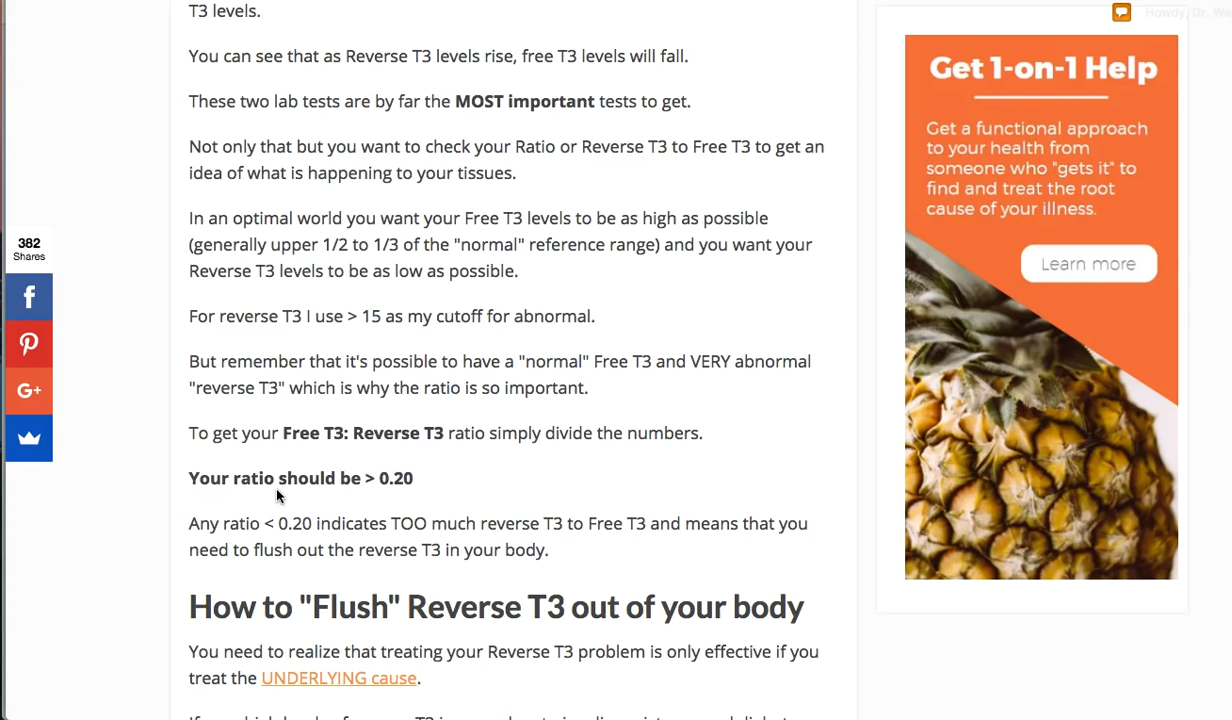 T3 levels.
Howdy, Dr. We
You can see that as Reverse T3 levels rise, free T3 levels will fall.
These two lab tests are by far the MOST important tests to get.
Not only that but you want to check your Ratio or Reverse T3 to Free T3 to get an
idea of what is happening to your tissues.
In an optimal world you want your Free T3 levels to be as high as possible
(generally upper 1/2 to 1/3 of the "normal" reference range) and you want your
Reverse T3 levels to be as low as possible.
For reverse T3 I use > 15 as my cutoff for abnormal.
But remember that it's possible to have a "normal" Free T3 and VERY abnormal
"reverse T3" which is why the ratio is so important.
To get your Free T3: Reverse T3 ratio simply divide the numbers.
Your ratio should be > 0.20
Any ratio < 0.20 indicates TOO much reverse T3 to Free T3 and means that you
need to flush out the reverse T3 in your body.
How to "Flush" Reverse T3 out of your body
You need to realize that treating your Reverse T3 problem is only effective if you
treat the UNDERLYING cause.
382
Shares
f
G+
Get 1-on-1 Help
Get a functional approach
to your health from
someone who "gets it" to
find and treat the root
cause of your illness.
Learn more